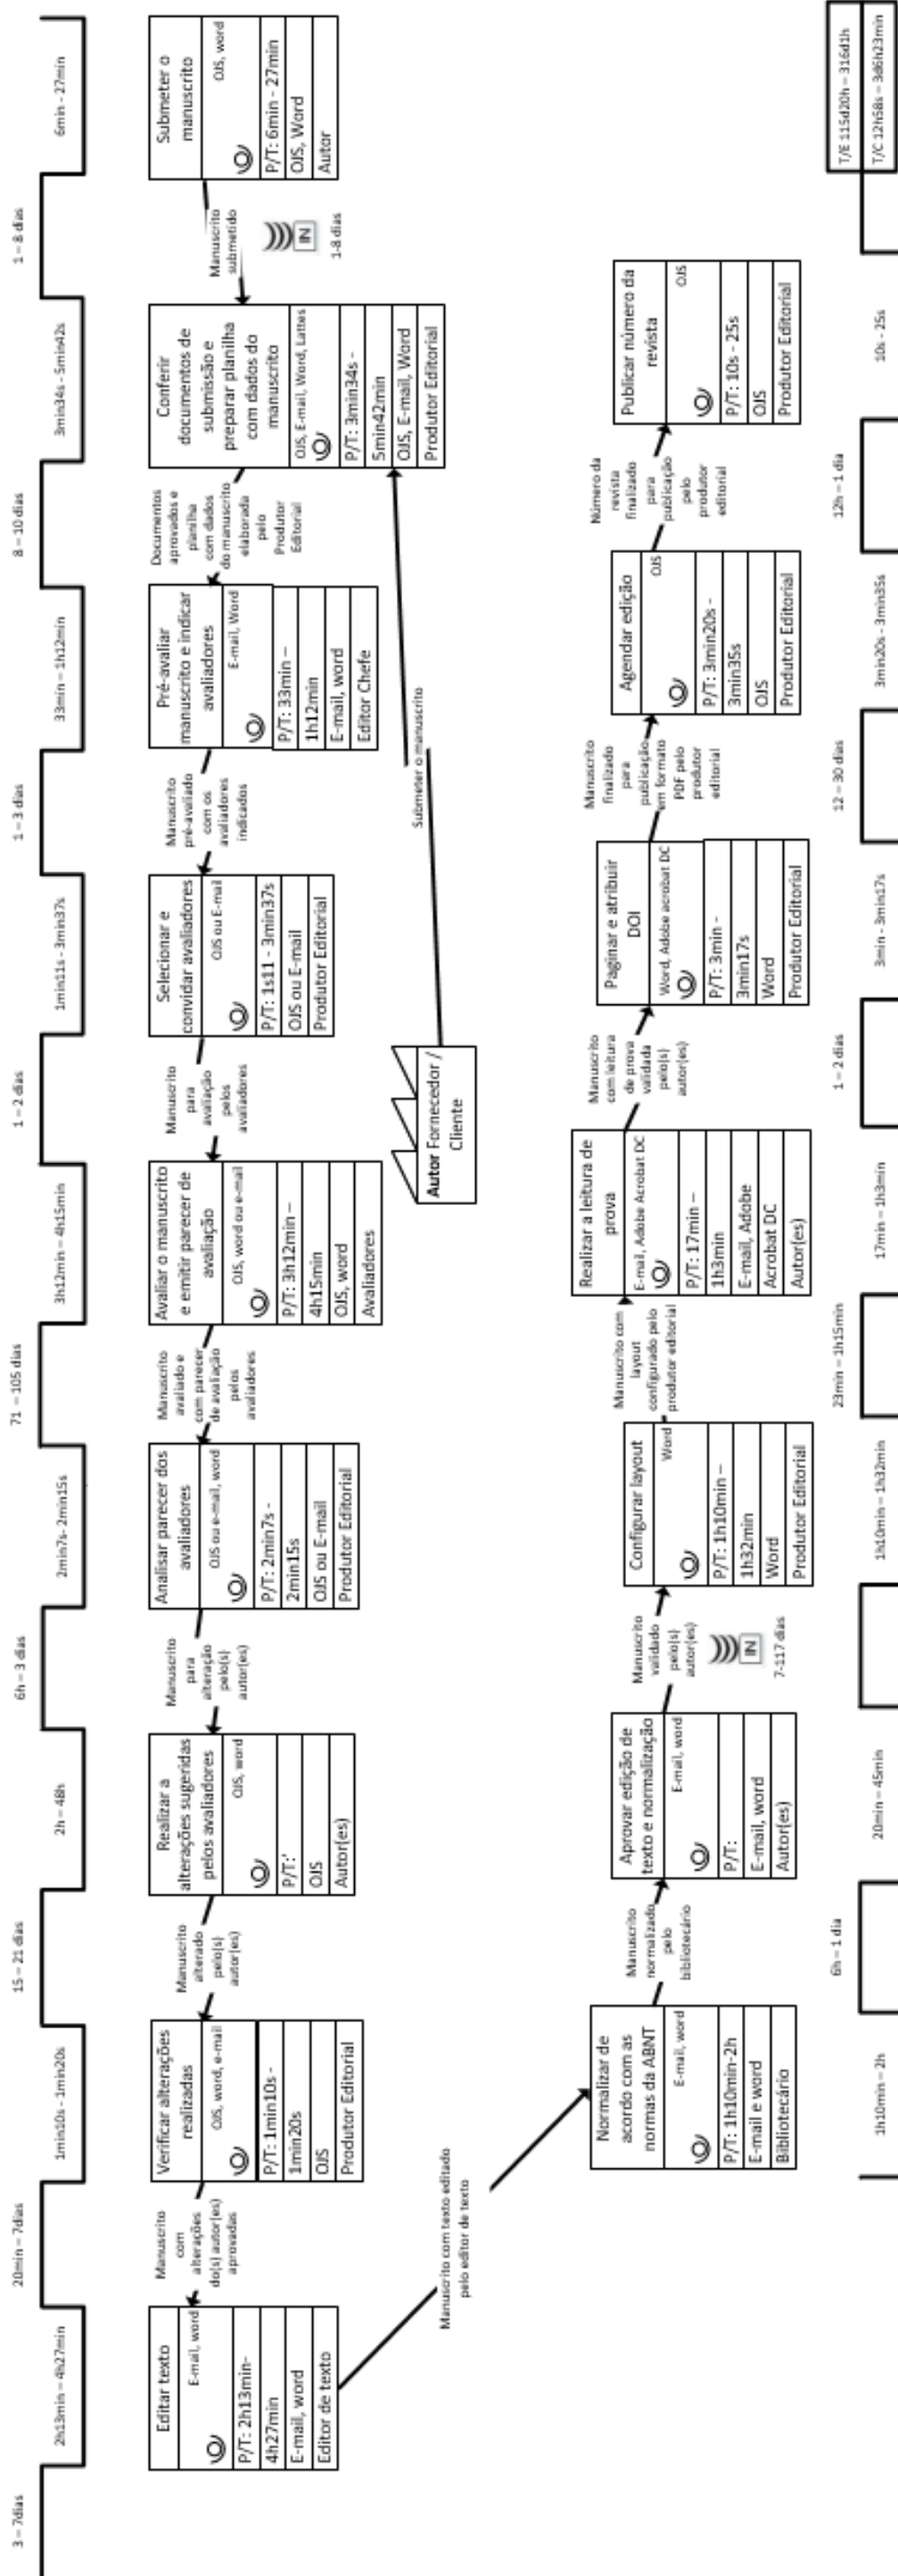 3 – 7dias
2h13min – 4h27min
20min – 7dias
1min10s - 1min20s
15 – 21 dias
2h – 48h
6h – 3 dias
2min7s- 2min15s
71 – 105 dias
3h12min – 4h15min
1 – 2 dias
1min11s - 3min37s
1 – 3 dias
33min – 1h12min
8 – 10 dias
3min34s - 5min42s
1 – 8 dias
6min - 27min
Editar texto
E-mail, word
P/T: 2h13min-
4h27min
E-mail, word
Editor de texto
Manuscrito
com
alterações
do(s) autor(es)
aprovadas
Verificar alterações
realizadas
OJS, word, e-mail
P/T: 1min10s -
1min20s
OJS
Produtor Editorial
Manuscrito
alterado
pelo(s)
autor(es)
Realizar a
alterações sugeridas
pelos avaliadores
OJS, word
P/T:'
OJS
Autor(es)
Manuscrito
para
alteração
pelo(s)
autor(es)
Analisar parecer dos
avaliadores
OJS ou e-mail, word
P/T: 2min7s -
2min15s
OJS ou E-mail
Produtor Editorial
Manuscrito
avaliado e
com parecer
de avaliação
pelos
avaliadores
Avaliar o manuscrito
e emitir parecer de
avaliação
OJS, word ou e-mail
P/T: 3h12min –
4h15min
OJS, word
Avaliadores
Manuscrito
para
avaliação
pelos
avaliadores
Selecionar e
convidar avaliadores
OJS ou E-mail
P/T: 1s11 - 3min37s
OJS ou E-mail
Produtor Editorial
Manuscrito
pré-avaliado
com os
avaliadores
indicados
Pré-avaliar
manuscrito e indicar
avaliadores
E-mail, Word
P/T: 33min –
1h12min
E-mail, word
Editor Chefe
Documentos
aprovados e
planilha
com dados
do manuscrito
elaborada
pelo
Produtor
Editorial
Conferir
documentos de
submissão e
preparar planilha
com dados do
manuscrito
OJS, E-mail, Word, Lattes
P/T: 3min34s -
5min42min
OJS, E-mail, Word
Produtor Editorial
Manuscrito
submetido
IN
1-8 dias
Submeter o
manuscrito
OJS, word
P/T: 6min - 27min
OJS, Word
Autor
Autor Fornecedor /
Cliente
Submeter o manuscrito
Manuscrito com texto editado
pelo editor de texto
Normalizar de
acordo com as
normas da ABNT
E-mail, word
P/T: 1h10min-2h
E-mail e word
Bibliotecário
Manuscrito
normalizado
pelo
bibliotecário
Aprovar edição de
texto e normalização
E-mail, word
P/T:
E-mail, word
Autor(es)
Manuscrito
validado
pelo(s)
autor(es)
IN
7-117 dias
Configurar layout
Word
P/T: 1h10min –
1h32min
Word
Produtor Editorial
Manuscrito com
layout
configurado pelo
produtor editorial
Realizar a leitura de
prova
E-mail, Adobe Acrobat DC
P/T: 17min –
1h3min
E-mail, Adobe
Acrobat DC
Autor(es)
Manuscrito
com leitura
de prova
validada
pelo(s)
autor(es)
Paginar e atribuir
DOI
Word, Adobe acrobat DC
P/T: 3min -
3min17s
Word
Produtor Editorial
Manuscrito
finalizado
para
publicação
em formato
PDF pelo
produtor
editorial
Agendar edição
OJS
P/T: 3min20s -
3min35s
OJS
Produtor Editorial
Número da
revista
finalizado
para
publicação
pelo
produtor
editorial
Publicar número da
revista
OJS
P/T: 10s - 25s
OJS
Produtor Editorial
1h10min – 2h
6h – 1 dia
20min – 45min
1h10min – 1h32min
23min – 1h15min
17min – 1h3min
1 – 2 dias
3min - 3min17s
12 – 30 dias
3min20s - 3min35s
12h – 1 dia
10s - 25s
T/E 115d20h – 316d1h
T/C 12h58s – 3d6h23min